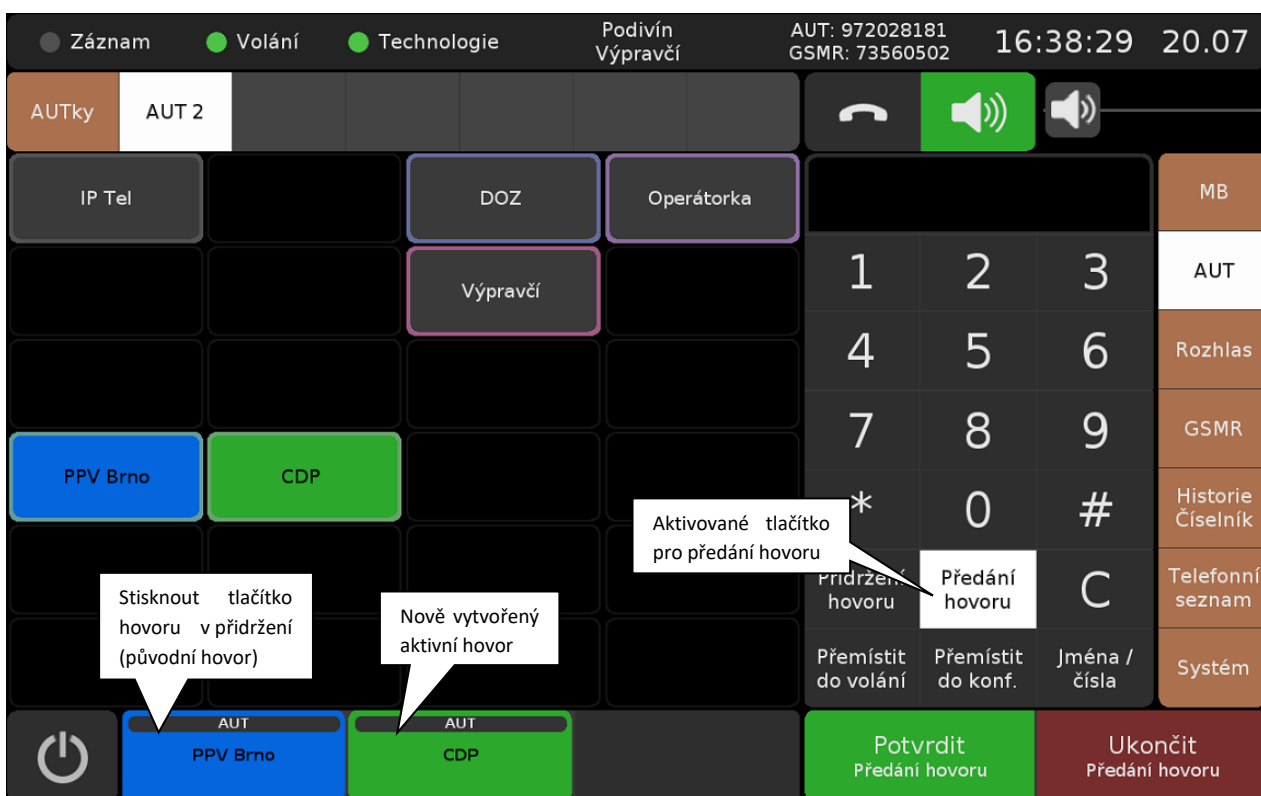 Záznam
Volání
Technologie
Podivín
Výpravčí
AUT: 972028181
GSMR: 73560502
16:38:29
20.07
AUTky
AUT 2
IP Tel
DOZ
Operátorka
MB
1
2
3
AUT
Výpravčí
4
5
6
Rozhlas
7
8
9
GSMR
PPV Brno
CDP
*
0
#
Historie
Číselník
Aktivované tlačítko
pro předání hovoru
Přidržení
hovoru
Předání
hovoru
C
Telefonní
seznam
Stisknout tlačítko
hovoru v přidržení
(původní hovor)
Nově vytvořený
aktivní hovor
Přemístit
do volání
Přemístit
do konf.
Jména /
čísla
Systém
AUT
PPV Brno
AUT
CDP
Potvrdit
Předání hovoru
Ukončit
Předání hovoru